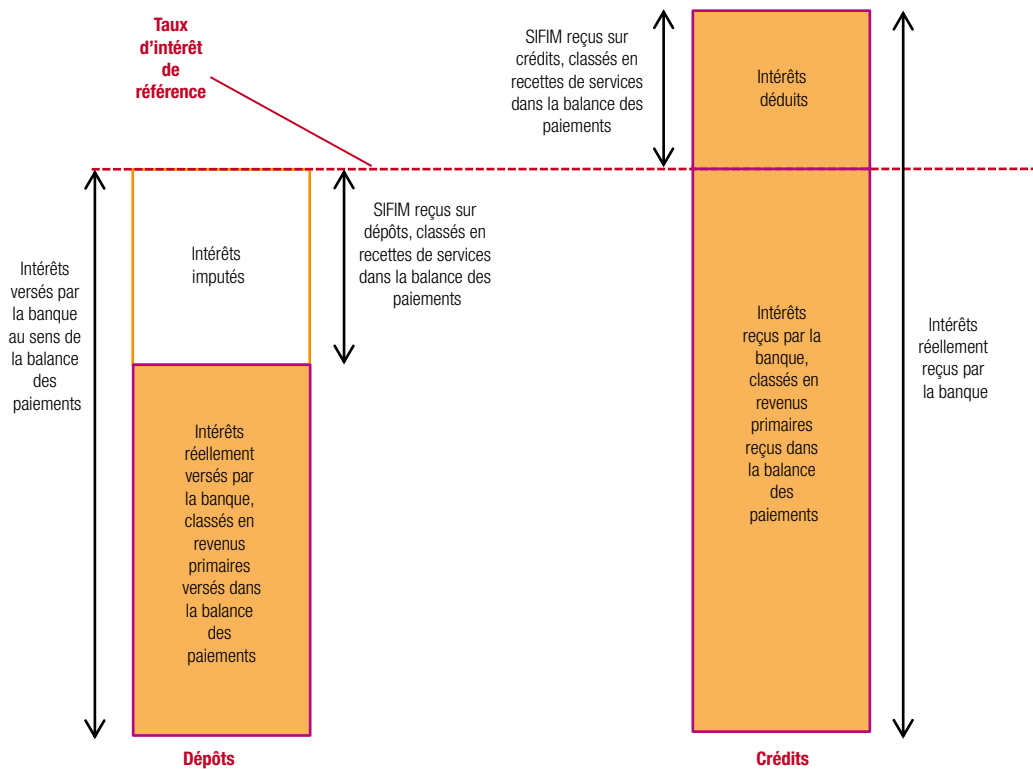 Taux
d'intérêt
de
référence
SIFIM reçus sur
crédits, classés en
recettes de services
dans la balance des
paiements
Intérêts
déduits
Intérêts
versés par
la banque
au sens de
la balance
des
paiements
Intérêts
imputés
SIFIM reçus sur
dépôts, classés en
recettes de services
dans la balance des
paiements
Intérêts
réellement
versés par
la banque,
classés en
revenus
primaires
versés dans
la balance
des
paiements
Intérêts
reçus par la
banque,
classés en
revenus
primaires
reçus dans
la balance
des
paiements
Intérêts
réellement
reçus par
la banque
Dépôts
Crédits